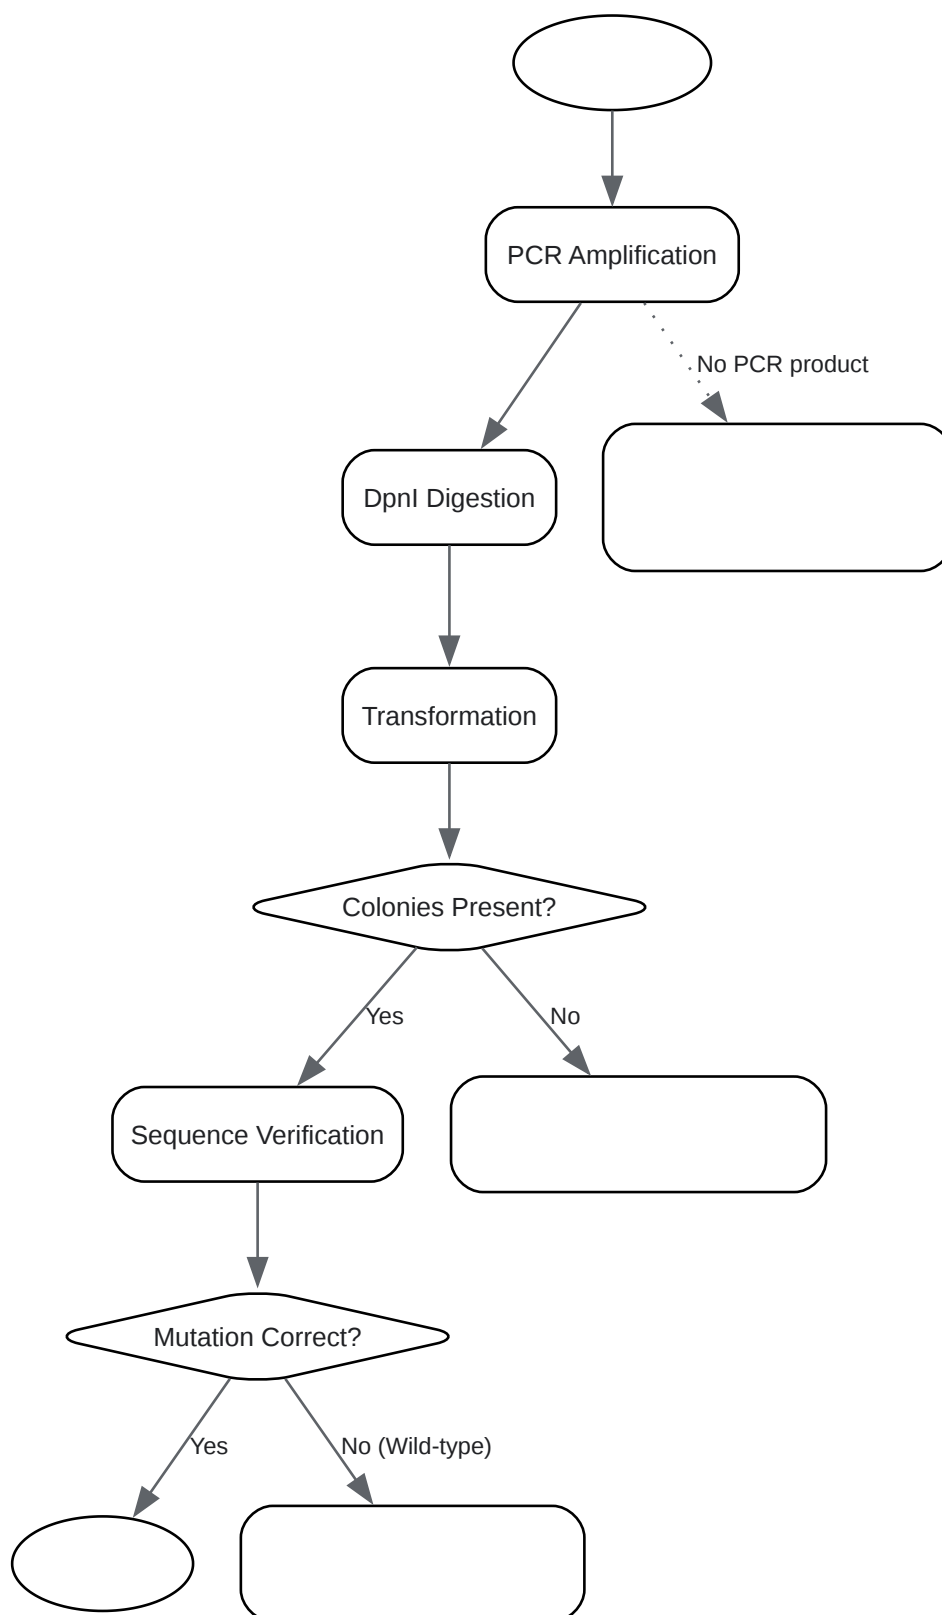 PCR Amplification
No PCR product
DpnI Digestion
Transformation
Colonies Present?
Yes
No
Sequence Verification
Mutation Correct?
Yes
No (Wild-type)